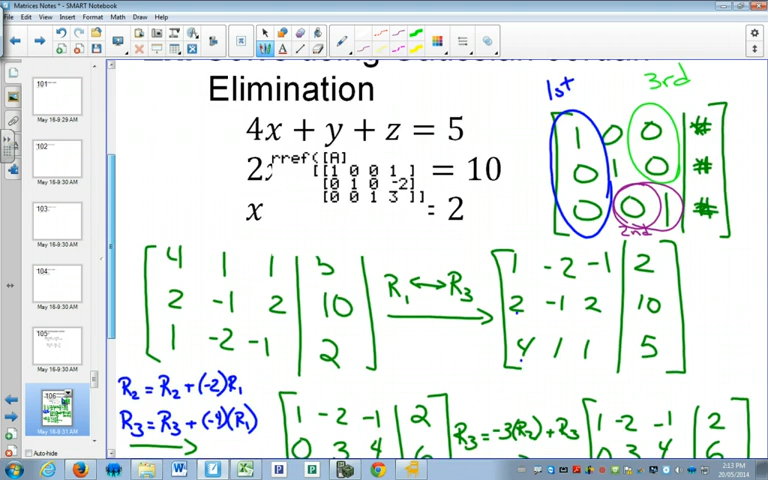 Matrices Notes * - SMART Notebook
File Edit View Insert Format Math Draw Help
Elimination
4x + y + z = 5
= 10
x = 2
rref([A]
[[1 0 0 1 ]
[0 1 0 -2]
[0 0 1 3 ]]
1st 3rd
1 0 0 #
0 1 0 #
0 0 1 #
2nd
4 1 1 5
2 -1 2 10
1 -2 -1 2
R₁ ↔ R₃
1 -2 -1 2
2 -1 2 10
4 1 1 5
R₂ = R₂ + (-2)R₁
R₃ = R₃ + (-4)(R₁)
1 -2 -1 2
0 3 4 6
R₃ = -3(R₂) + R₃
1 -2 -1 2
0 3 4 6
101
May 16-9:28 AM
102
May 16-9:30 AM
103
May 16-9:30 AM
104
May 16-9:30 AM
105
May 16-9:30 AM
106
May 16-9:31 AM
Auto-hide
2:13 PM
20/05/2014